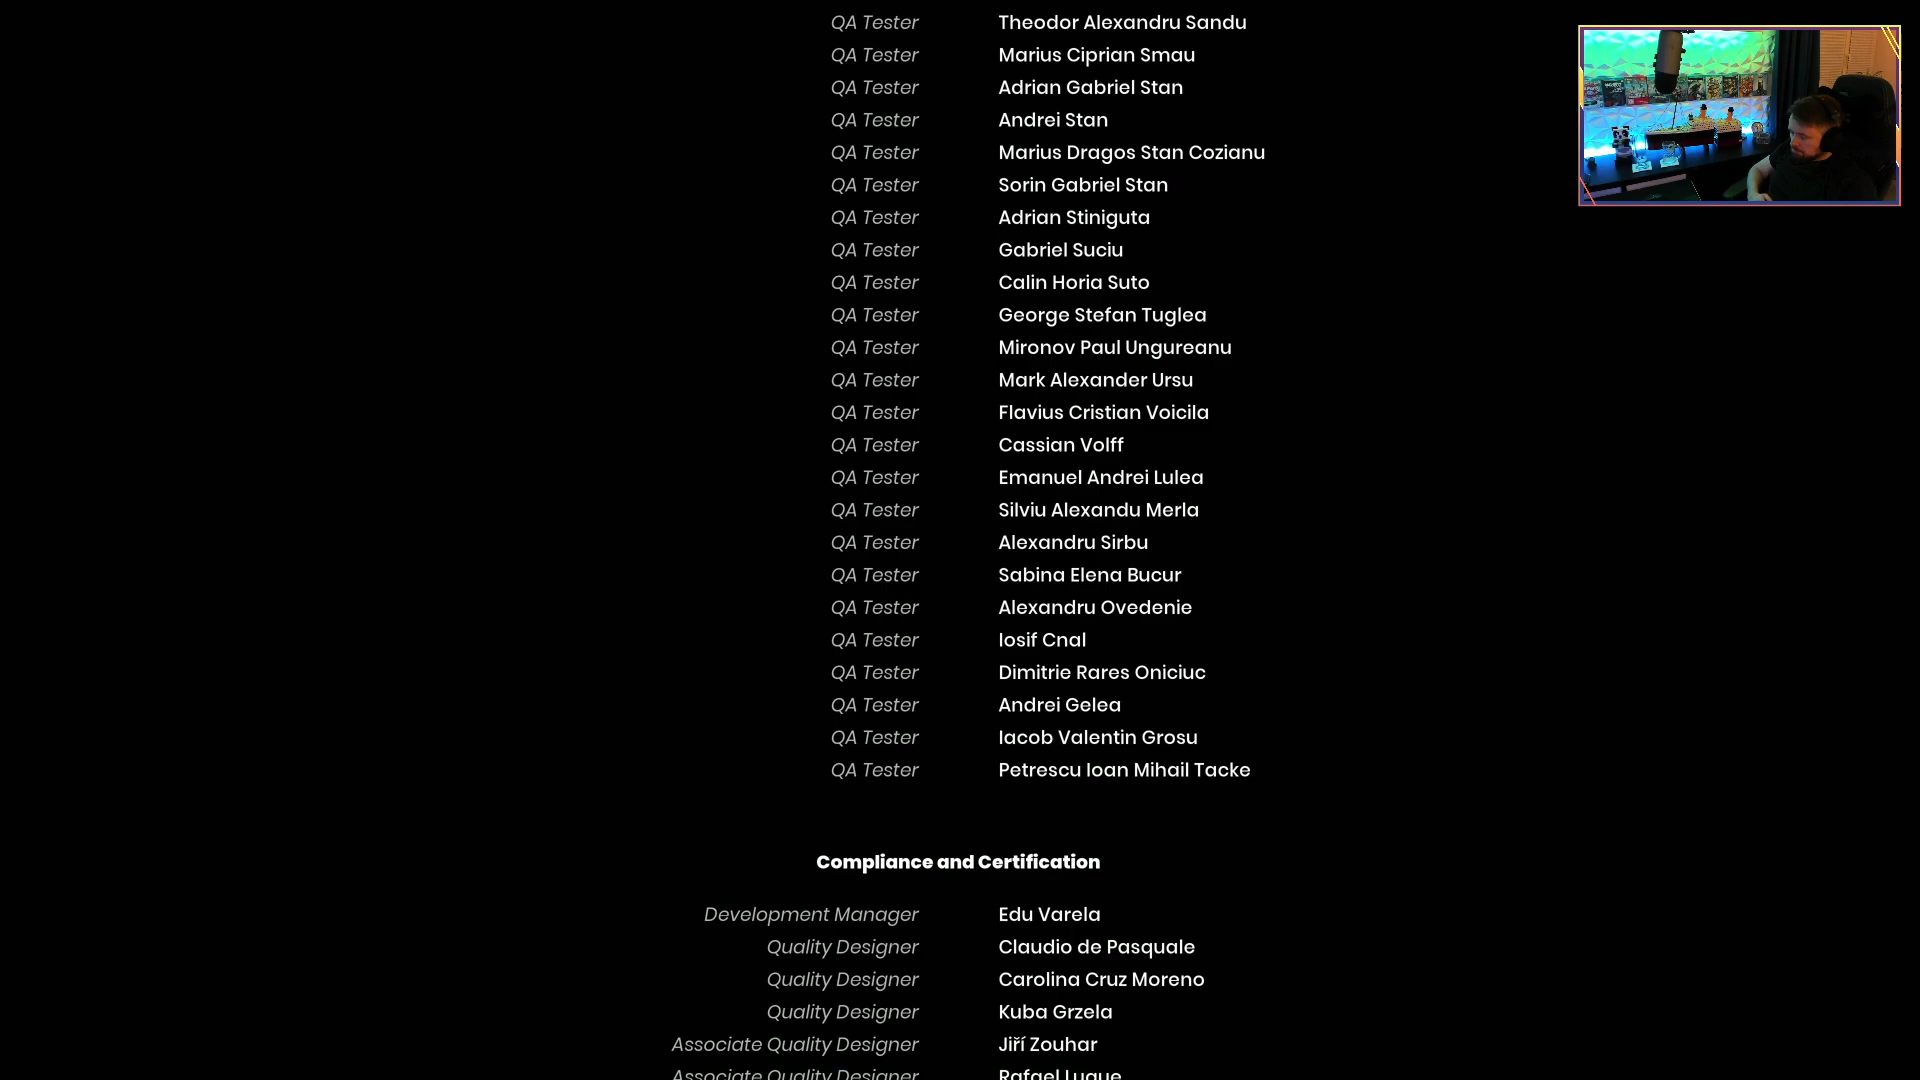 QA Tester Theodor Alexandru Sandu
QA Tester Marius Ciprian Smau
QA Tester Adrian Gabriel Stan
QA Tester Andrei Stan
QA Tester Marius Dragos Stan Cozianu
QA Tester Sorin Gabriel Stan
QA Tester Adrian Stiniguta
QA Tester Gabriel Suciu
QA Tester Calin Horia Suto
QA Tester George Stefan Tuglea
QA Tester Mironov Paul Ungureanu
QA Tester Mark Alexander Ursu
QA Tester Flavius Cristian Voicila
QA Tester Cassian Volff
QA Tester Emanuel Andrei Lulea
QA Tester Silviu Alexandu Merla
QA Tester Alexandru Sirbu
QA Tester Sabina Elena Bucur
QA Tester Alexandru Ovedenie
QA Tester Iosif Cnal
QA Tester Dimitrie Rares Oniciuc
QA Tester Andrei Gelea
QA Tester Iacob Valentin Grosu
QA Tester Petrescu Ioan Mihail Tacke
Compliance and Certification
Development Manager Edu Varela
Quality Designer Claudio de Pasquale
Quality Designer Carolina Cruz Moreno
Quality Designer Kuba Grzela
Associate Quality Designer Jiří Zouhar
Associate Quality Designer Rafael Luque